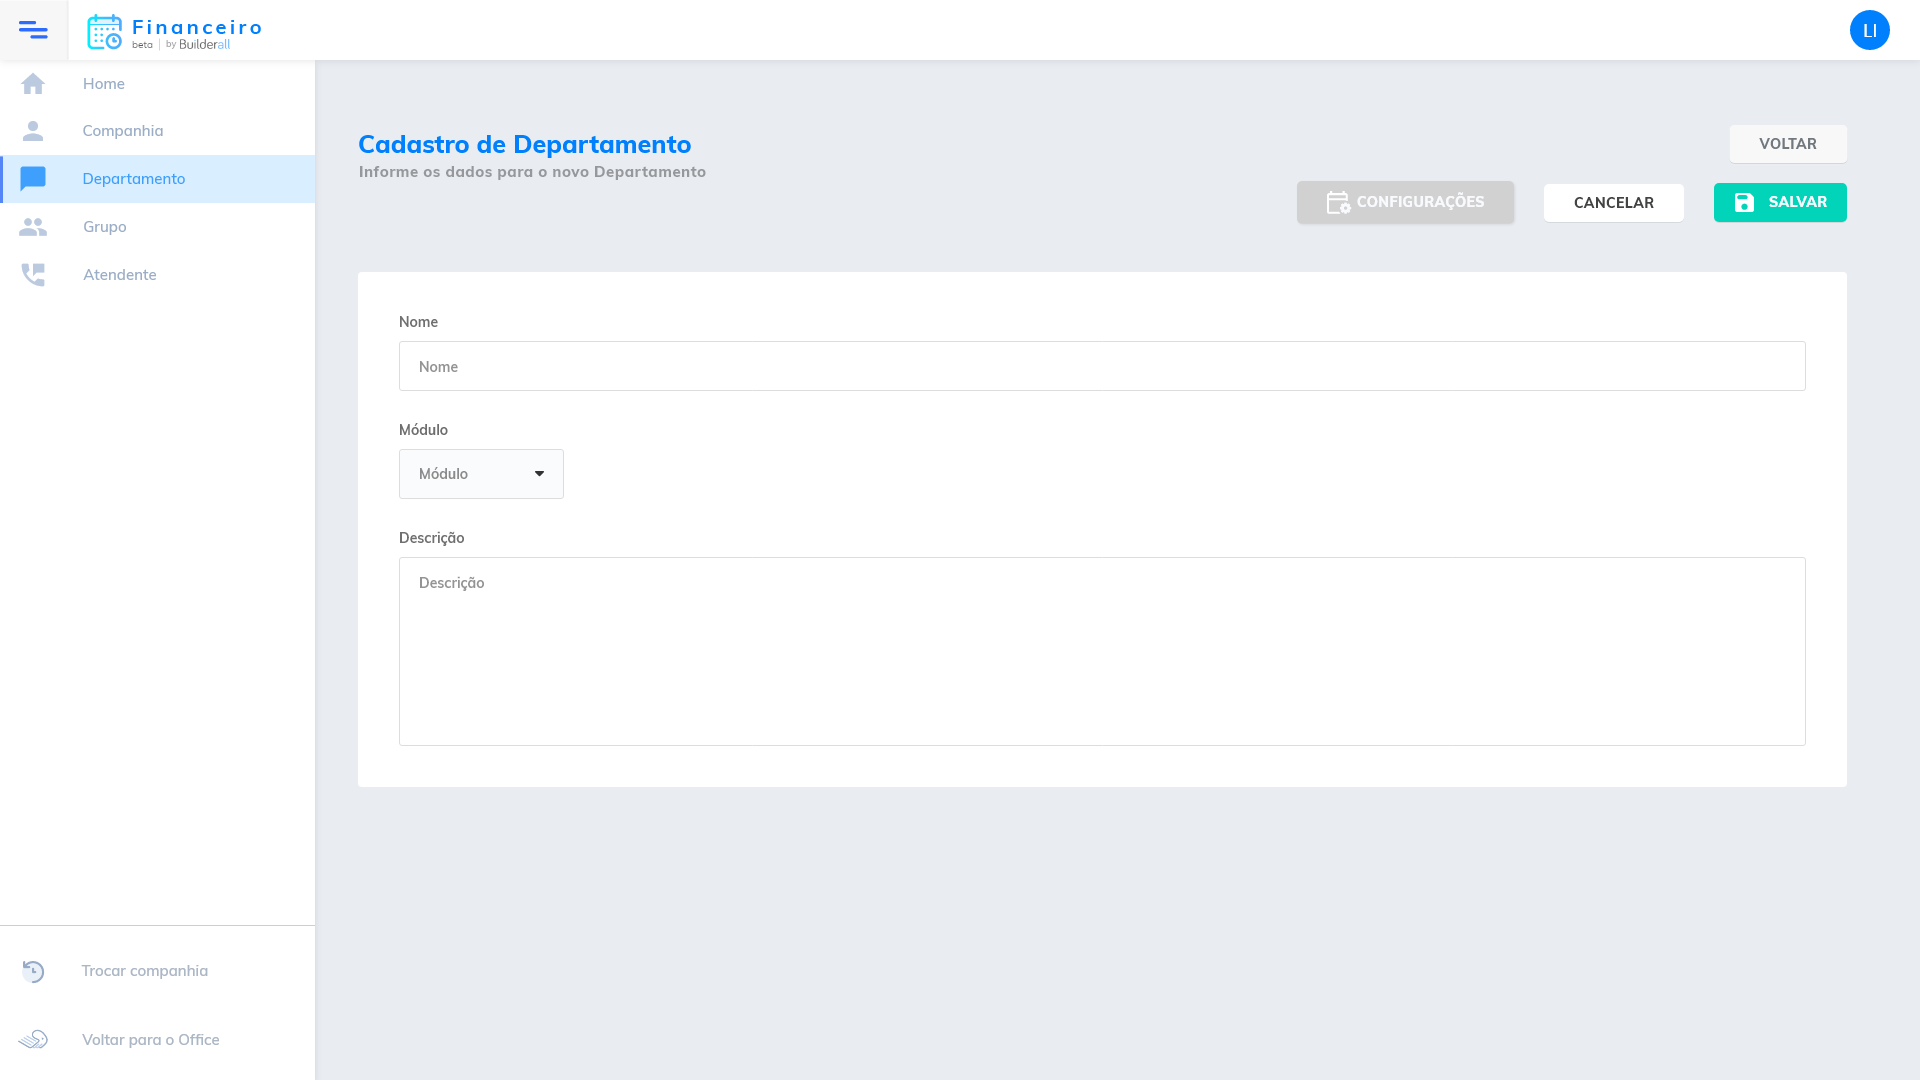 Financeiro
beta | by Builderall
LI
Home
Companhia
Departamento
Grupo
Atendente
Trocar companhia
Voltar para o Office
Cadastro de Departamento
Informe os dados para o novo Departamento
VOLTAR
CONFIGURAÇÕES
CANCELAR
SALVAR
Nome
Nome
Módulo
Módulo
Descrição
Descrição